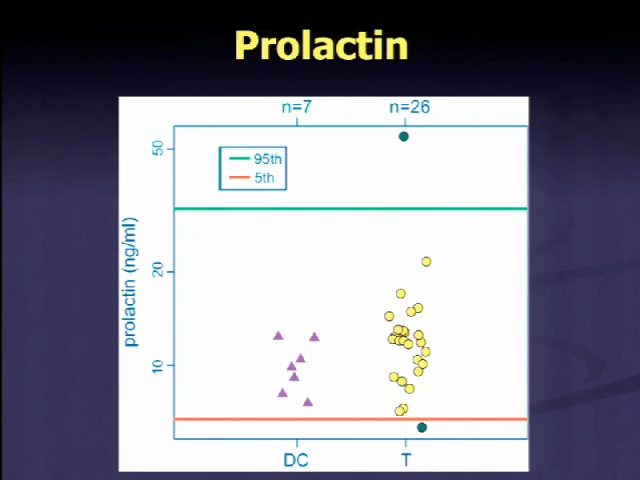 Prolactin
n=7 n=26
50
95th
5th
20
prolactin (ng/ml)
10
DC T